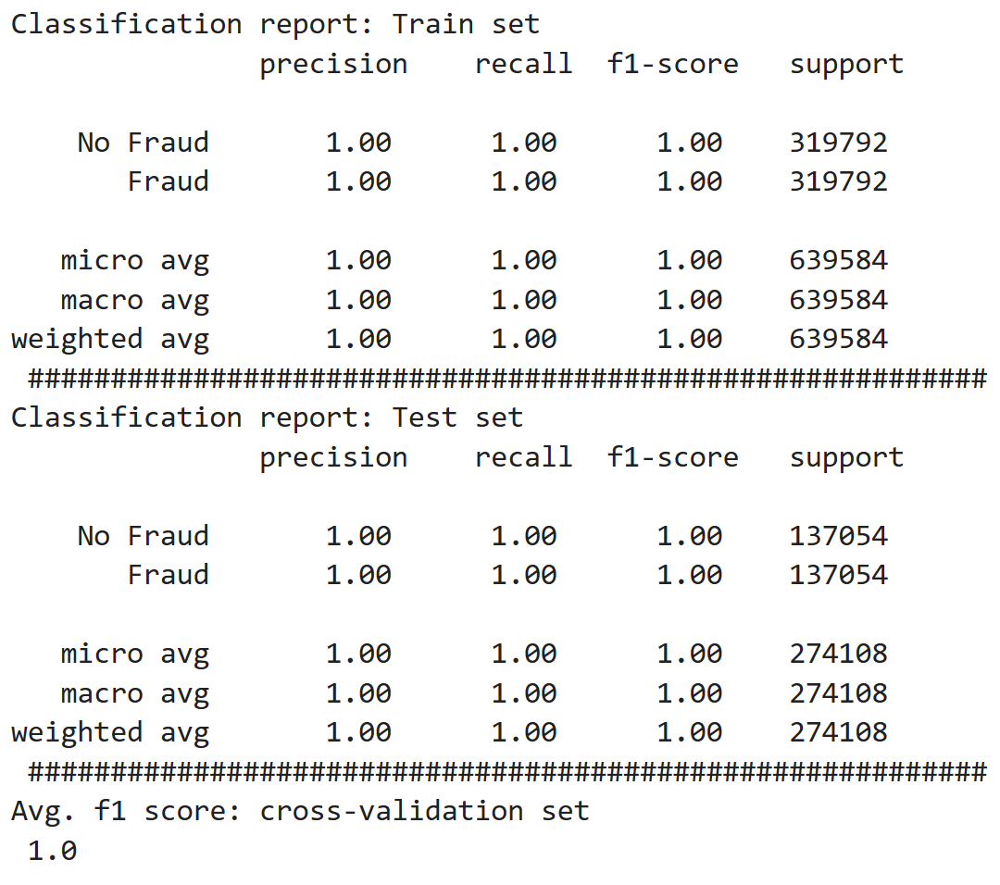 Classification report: Train set
precision recall f1-score support
No Fraud 1.00 1.00 1.00 319792
Fraud 1.00 1.00 1.00 319792
micro avg 1.00 1.00 1.00 639584
macro avg 1.00 1.00 1.00 639584
weighted avg 1.00 1.00 1.00 639584
##########################################################
Classification report: Test set
precision recall f1-score support
No Fraud 1.00 1.00 1.00 137054
Fraud 1.00 1.00 1.00 137054
micro avg 1.00 1.00 1.00 274108
macro avg 1.00 1.00 1.00 274108
weighted avg 1.00 1.00 1.00 274108
##########################################################
Avg. f1 score: cross-validation set
1.0